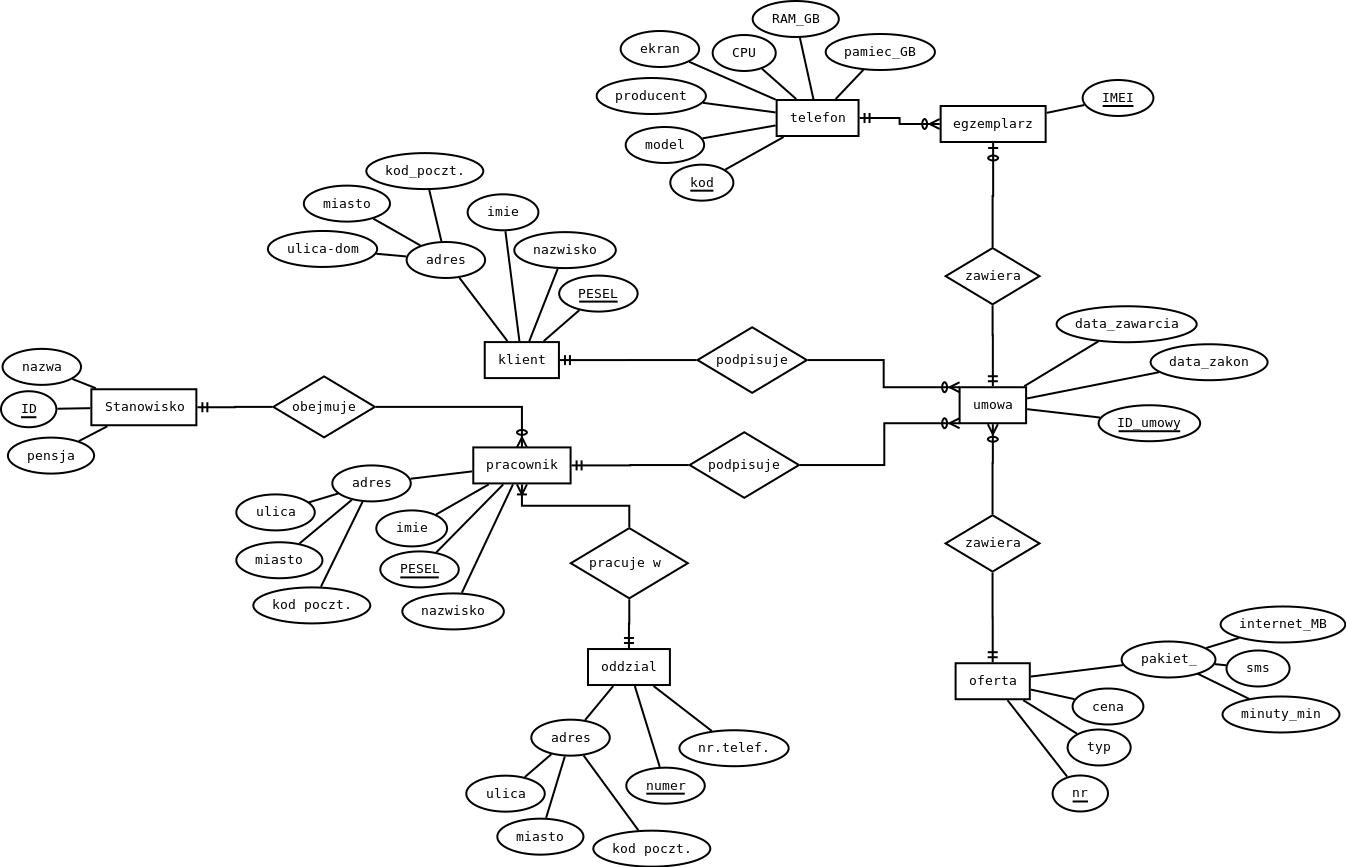 RAM_GB
ekran
CPU
pamiec_GB
producent
IMEI
telefon
egzemplarz
model
kod
kod_poczt.
miasto
imie
ulica-dom
adres
nazwisko
zawiera
PESEL
data_zawarcia
klient
podpisuje
data_zakon
nazwa
ID
Stanowisko
obejmuje
umowa
ID_umowy
pensja
pracownik
podpisuje
adres
ulica
imie
zawiera
miasto
PESEL
pracuje w
kod poczt.
nazwisko
internet_MB
oddzial
pakiet_
sms
oferta
cena
minuty_min
adres
nr.telef.
typ
ulica
numer
nr
miasto
kod poczt.